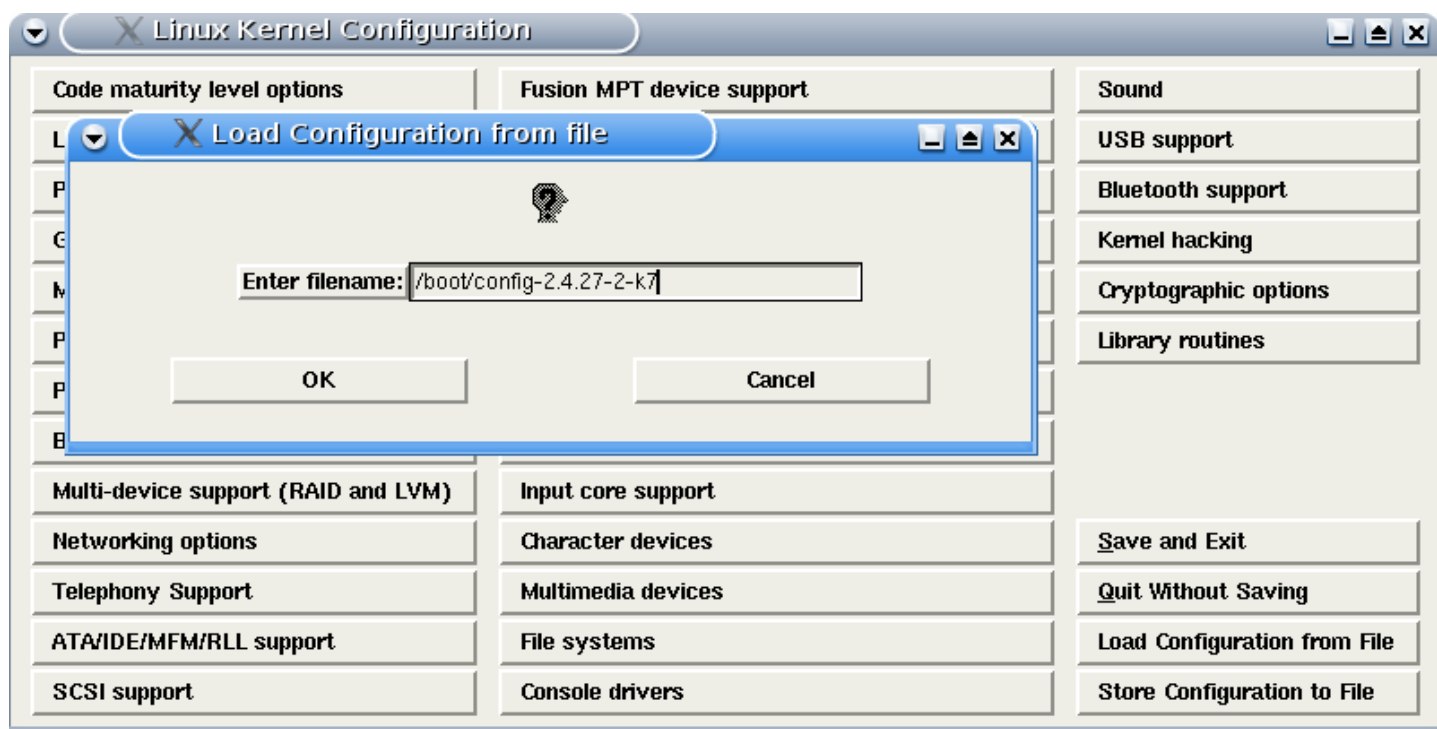 Linux Kernel Configuration
Code maturity level options
Fusion MPT device support
Sound
Load Configuration from file
L
USB support
P
Bluetooth support
G
Kernel hacking
Enter filename: /boot/config-2.4.27-2-k7
M
Cryptographic options
P
Library routines
OK
Cancel
P
B
Multi-device support (RAID and LVM)
Input core support
Networking options
Character devices
Save and Exit
Telephony Support
Multimedia devices
Quit Without Saving
ATA/IDE/MFM/RLL support
File systems
Load Configuration from File
SCSI support
Console drivers
Store Configuration to File